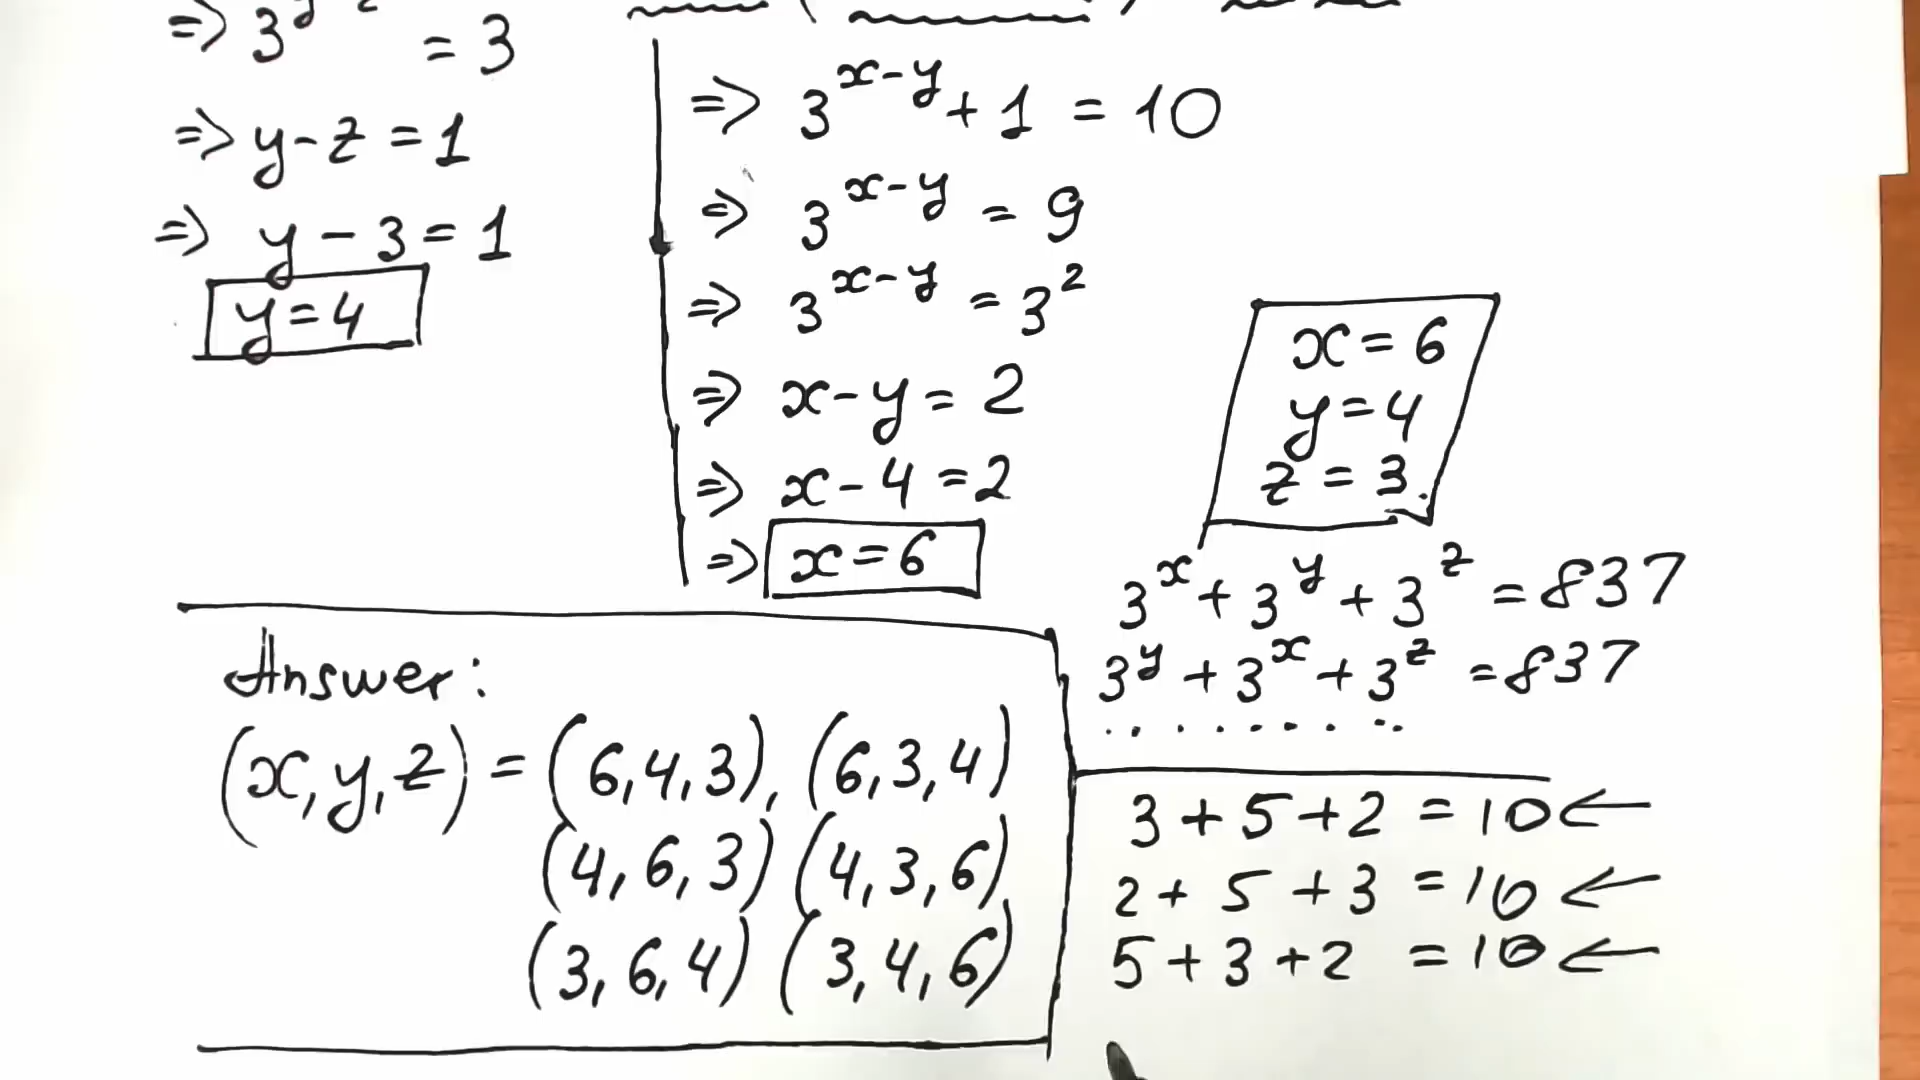 => 3^{y-z} = 3
=> y-z = 1
=> y-3 = 1
y=4
=> 3^{x-y} + 1 = 10
=> 3^{x-y} = 9
=> 3^{x-y} = 3^2
=> x-y = 2
=> x-4 = 2
=> x=6
x = 6
y = 4
z = 3.
3^x + 3^y + 3^z = 837
3^y + 3^x + 3^z = 837
. . . . . . . . .
Answer:
(x,y,z) = (6,4,3), (6,3,4)
(4,6,3) (4,3,6),
(3,6,4) (3,4,6)
3+5+2 = 10 ←
2+5+3 = 10 ←
5+3+2 = 10 ←